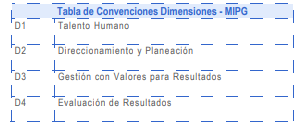 Tabla de Convenciones Dimensiones - MIPG
D1 Talento Humano
D2 Direccionamiento y Planeación
D3 Gestión con Valores para Resultados
D4 Evaluación de Resultados